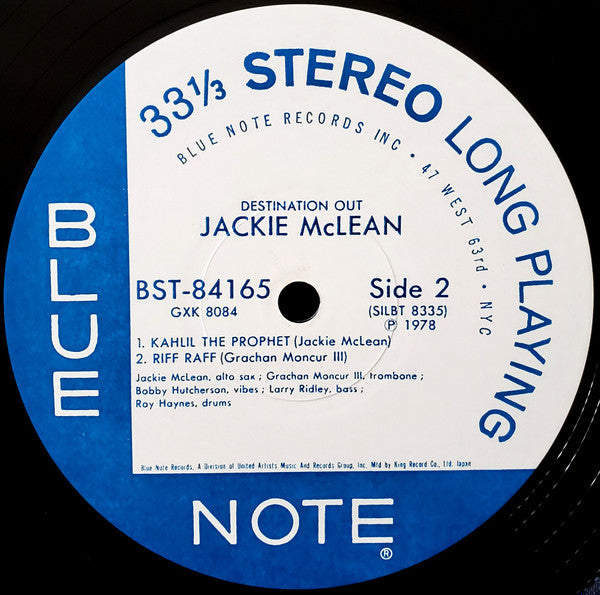 33⅓ STEREO LONG PLAYING
BLUE NOTE RECORDS INC • 47 WEST 63rd • NYC
DESTINATION OUT
JACKIE McLEAN
BST-84165
GXK 8084
Side 2
(SILBT 8335)
Ⓟ 1978
1. KAHLIL THE PROPHET (Jackie McLean)
2. RIFF RAFF (Grachan Moncur III)
Jackie McLean, alto sax ; Grachan Moncur III, trombone ;
Bobby Hutcherson, vibes ; Larry Ridley, bass ;
Roy Haynes, drums
Blue Note Records, A Division of United Artists Music And Records Group, Inc. Mfd by King Record Co., Ltd. Japan
BLUE
NOTE®